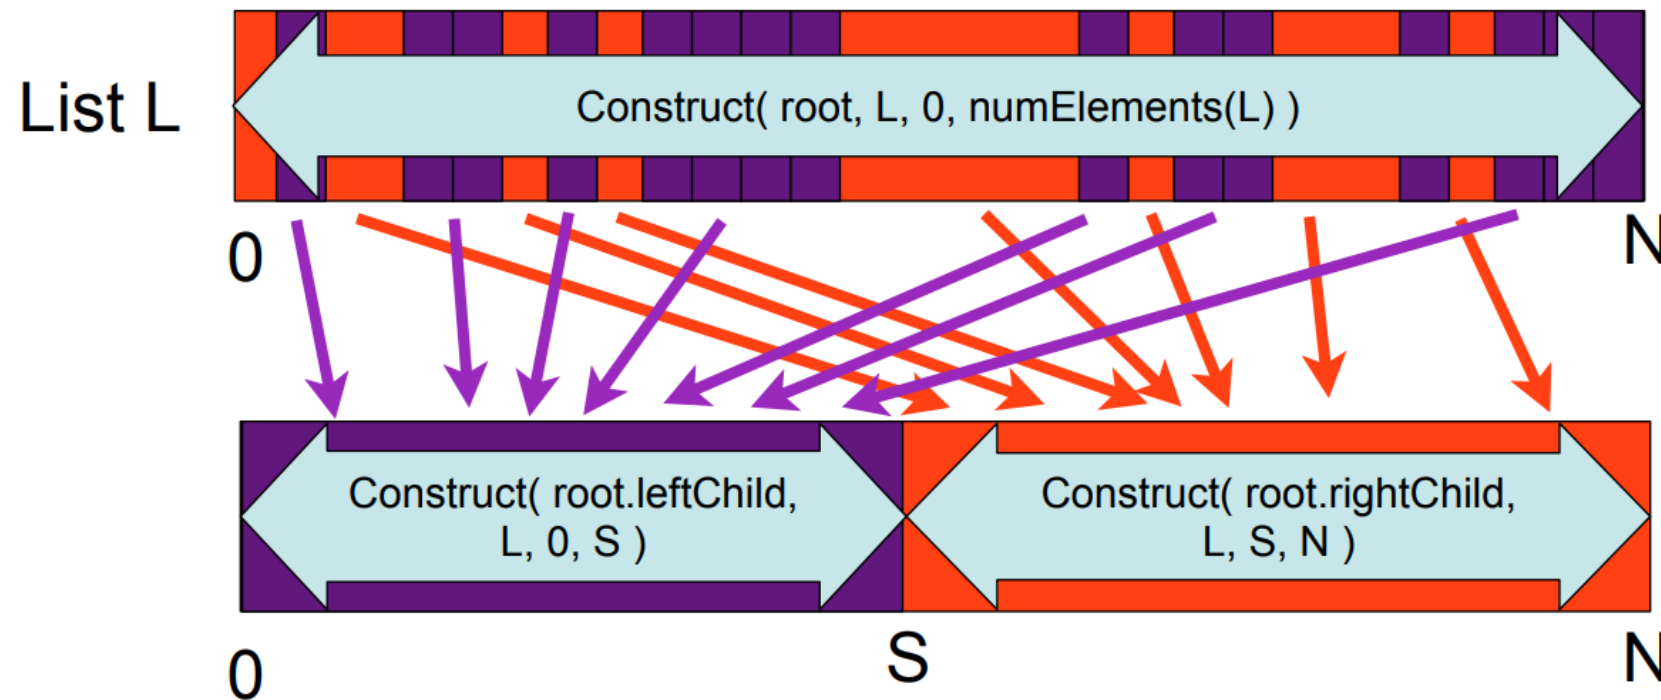 List L
Construct( root, L, 0, numElements(L) )
0
N
Construct( root.leftChild,
L, 0, S )
Construct( root.rightChild,
L, S, N )
0
S
N